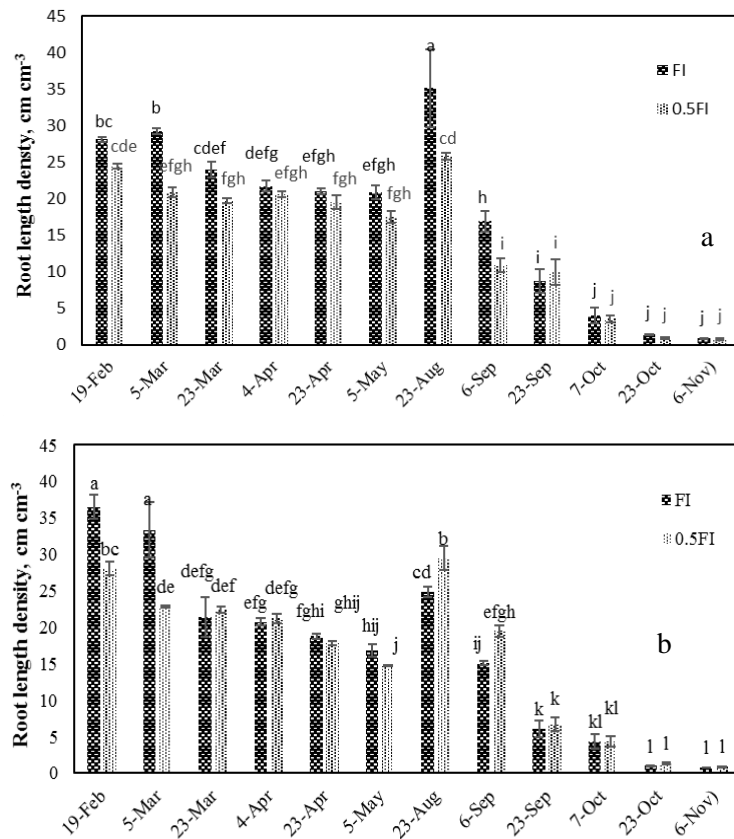 45
40
35
30
25
20
15
10
5
0
Root length densty, cm cm-3
FI
0.5FI
bc
cde
b
efgh
cdef
fgh
defg
efgh
efgh
fgh
efgh
fgh
a
cd
h
i
i
i
j
j
j
j
j
j
a
19-Feb
5-Mar
23-Mar
4-Apr
23-Apr
5-May
23-Aug
6-Sep
23-Sep
7-Oct
23-Oct
6-Nov)
45
40
35
30
25
20
15
10
5
0
Root length density, cm cm-3
FI
0.5FI
a
bc
a
de
defg
def
efg
defg
fghi
ghij
hij
j
cd
b
ij
efgh
k
k
kl
kl
l
l
l
l
b
19-Feb
5-Mar
23-Mar
4-Apr
23-Apr
5-May
23-Aug
6-Sep
23-Sep
7-Oct
23-Oct
6-Nov)